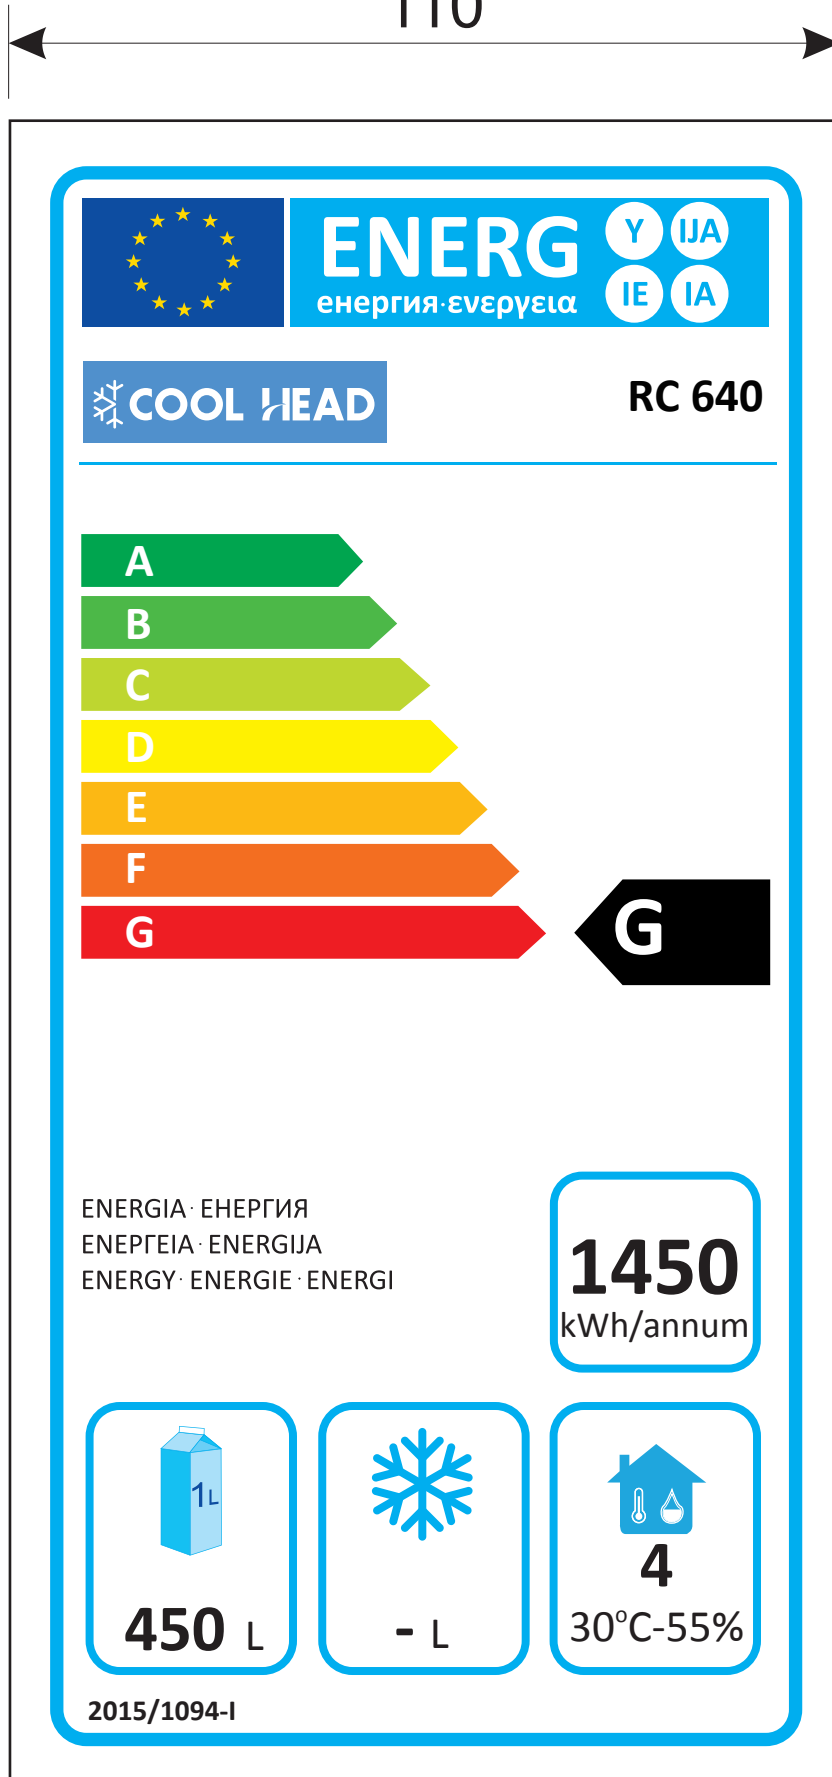 110
ENERG Y IJA
енергия·ενεργεια IE IA
COOL HEAD
RC 640
A
B
C
D
E
F
G
G
ENERGIA · ЕНЕРГИЯ
ΕΝΕΡΓΕΙΑ · ENERGIJA
ENERGY · ENERGIE · ENERGI
1450
kWh/annum
1L
450 L
- L
4
30°C-55%
2015/1094-I